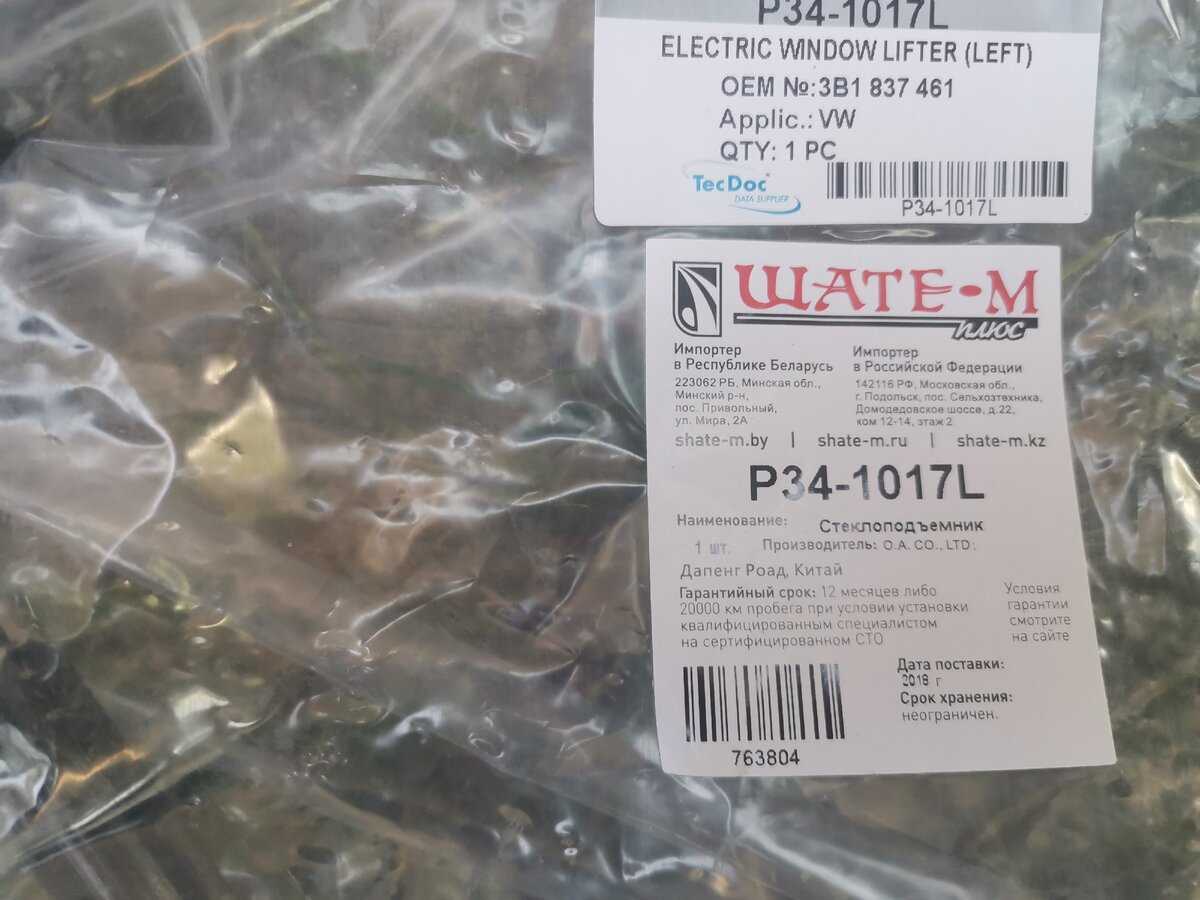 P34-1017L
ELECTRIC WINDOW LIFTER (LEFT)
OEM №:3B1 837 461
Applic.: VW
QTY: 1 PC
TecDoc
DATA SUPPLIER
P34-1017L
ШАТЕ-М
плюс
Импортер
в Республике Беларусь
223062 РБ, Минская обл.,
Минский р-н,
пос. Привольный,
ул. Мира, 2А
Импортер
в Российской Федерации
142116 РФ, Московская обл.,
г. Подольск, пос. Сельхозтехника,
Домодедовское шоссе, д.22,
ком 12-14, этаж 2
shate-m.by | shate-m.ru | shate-m.kz
P34-1017L
Наименование: Стеклоподъемник
1 шт. Производитель: O.A. CO., LTD.
Дапенг Роад, Китай
Гарантийный срок: 12 месяцев либо
20000 км пробега при условии установки
квалифицированным специалистом
на сертифицированном СТО
Условия
гарантии
смотрите
на сайте
Дата поставки:
2018 г
Срок хранения:
неограничен.
763804